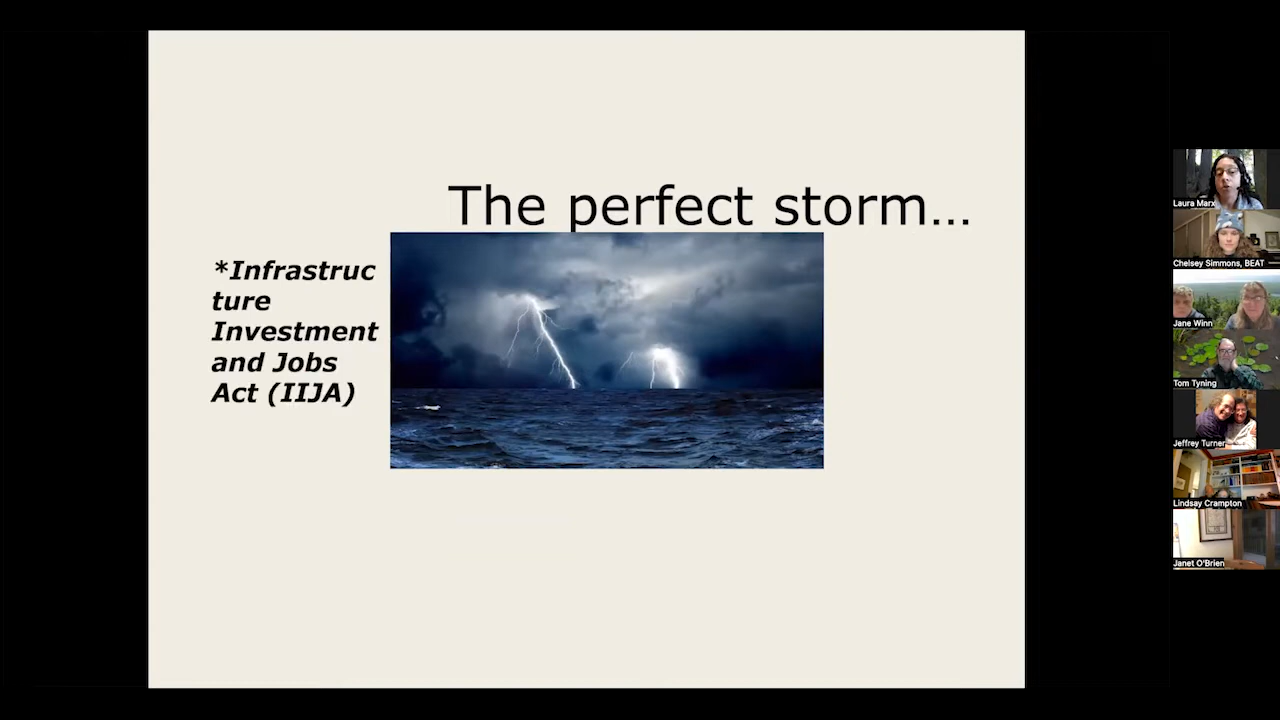 The perfect storm...
*Infrastruc
ture
Investment
and Jobs
Act (IIJA)
Laura Marx
Chelsey Simmons, BEAT
Jane Winn
Tom Tyning
Jeffrey Turner
Lindsay Crampton
Janet O'Brien